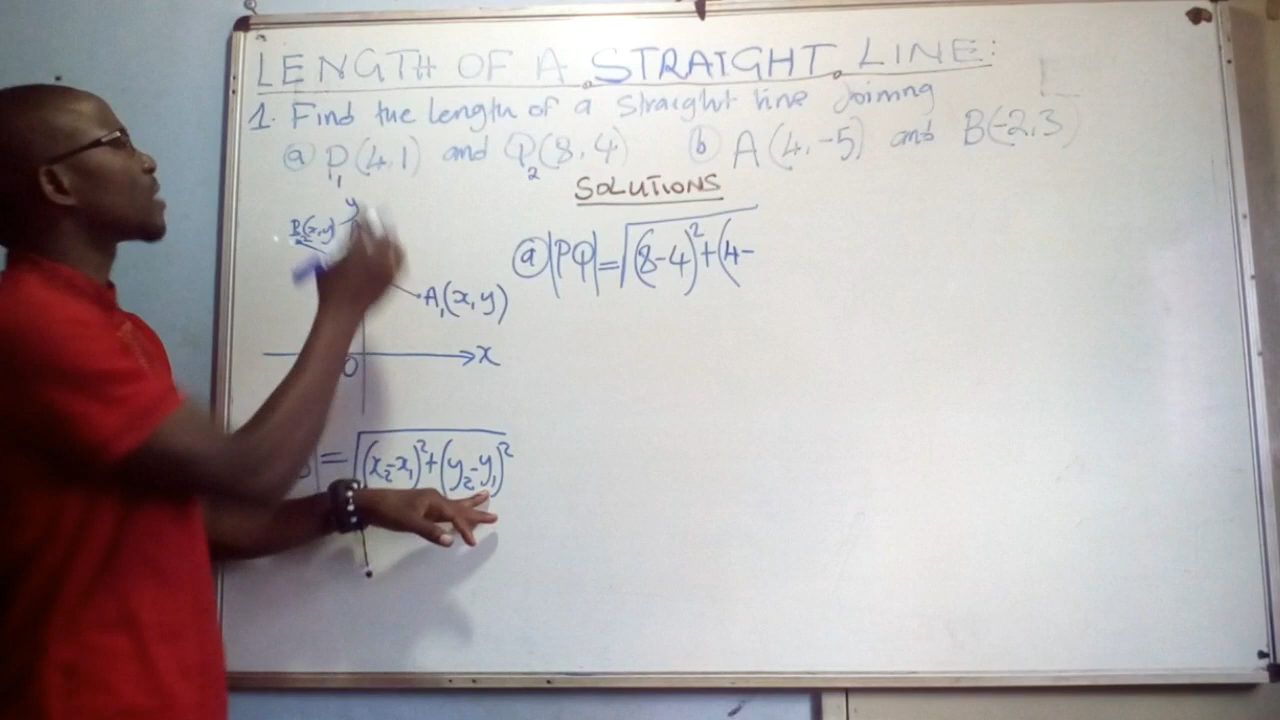 LENGTH OF A STRAIGHT LINE:
1. Find the length of a straight line joining
(a) P₁(4,1) and Q₂(8,4) (b) A(4,-5) and B(-2,3)
SOLUTIONS
y
B₂(x,y)
(a) |PQ| = √(8-4)²+(4-
A₁(x,y)
x
0
= √(x₂-x₁)²+(y₂-y₁)²